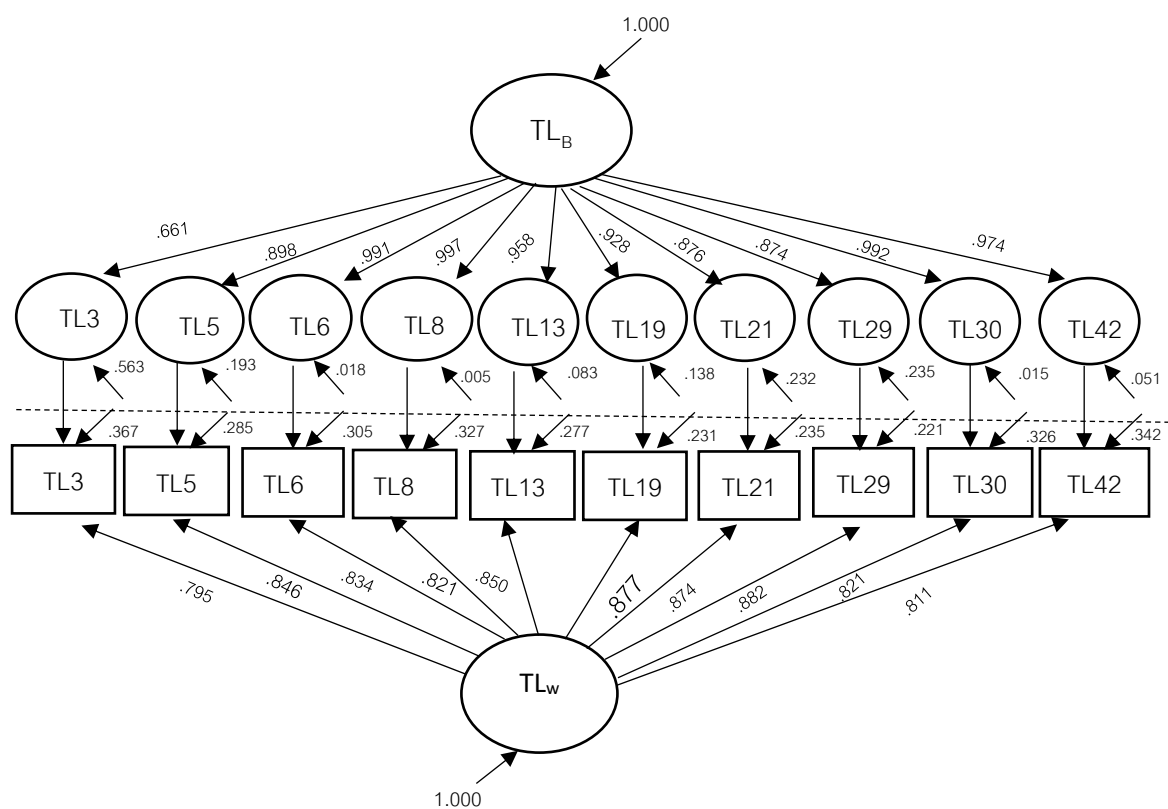 1.000
TL_B
.661 .898 .991 .997 .958 .928 .876 .874 .992 .974
TL3 TL5 TL6 TL8 TL13 TL19 TL21 TL29 TL30 TL42
.563 .193 .018 .005 .083 .138 .232 .235 .015 .051
.367 .285 .305 .327 .277 .231 .235 .221 .326 .342
TL3 TL5 TL6 TL8 TL13 TL19 TL21 TL29 TL30 TL42
.795 .846 .834 .821 .850 .877 .874 .882 .821 .811
TL_w
1.000